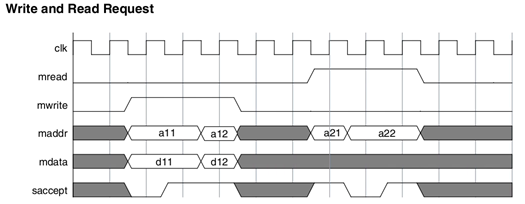 Write and Read Request
clk
mread
mwrite
maddr a11 a12 a21 a22
mdata d11 d12
saccept